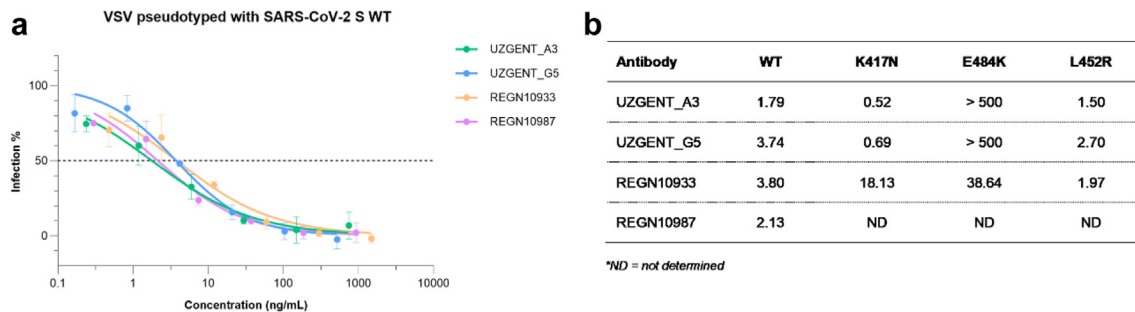 a
VSV pseudotyped with SARS-CoV-2 S WT
UZGENT_A3
UZGENT_G5
REGN10933
REGN10987
Infection %
100
50
0
0.1 1 10 100 1000 10000
Concentration (ng/mL)
b
Antibody WT K417N E484K L452R
UZGENT_A3 1.79 0.52 > 500 1.50
UZGENT_G5 3.74 0.69 > 500 2.70
REGN10933 3.80 18.13 38.64 1.97
REGN10987 2.13 ND ND ND
*ND = not determined